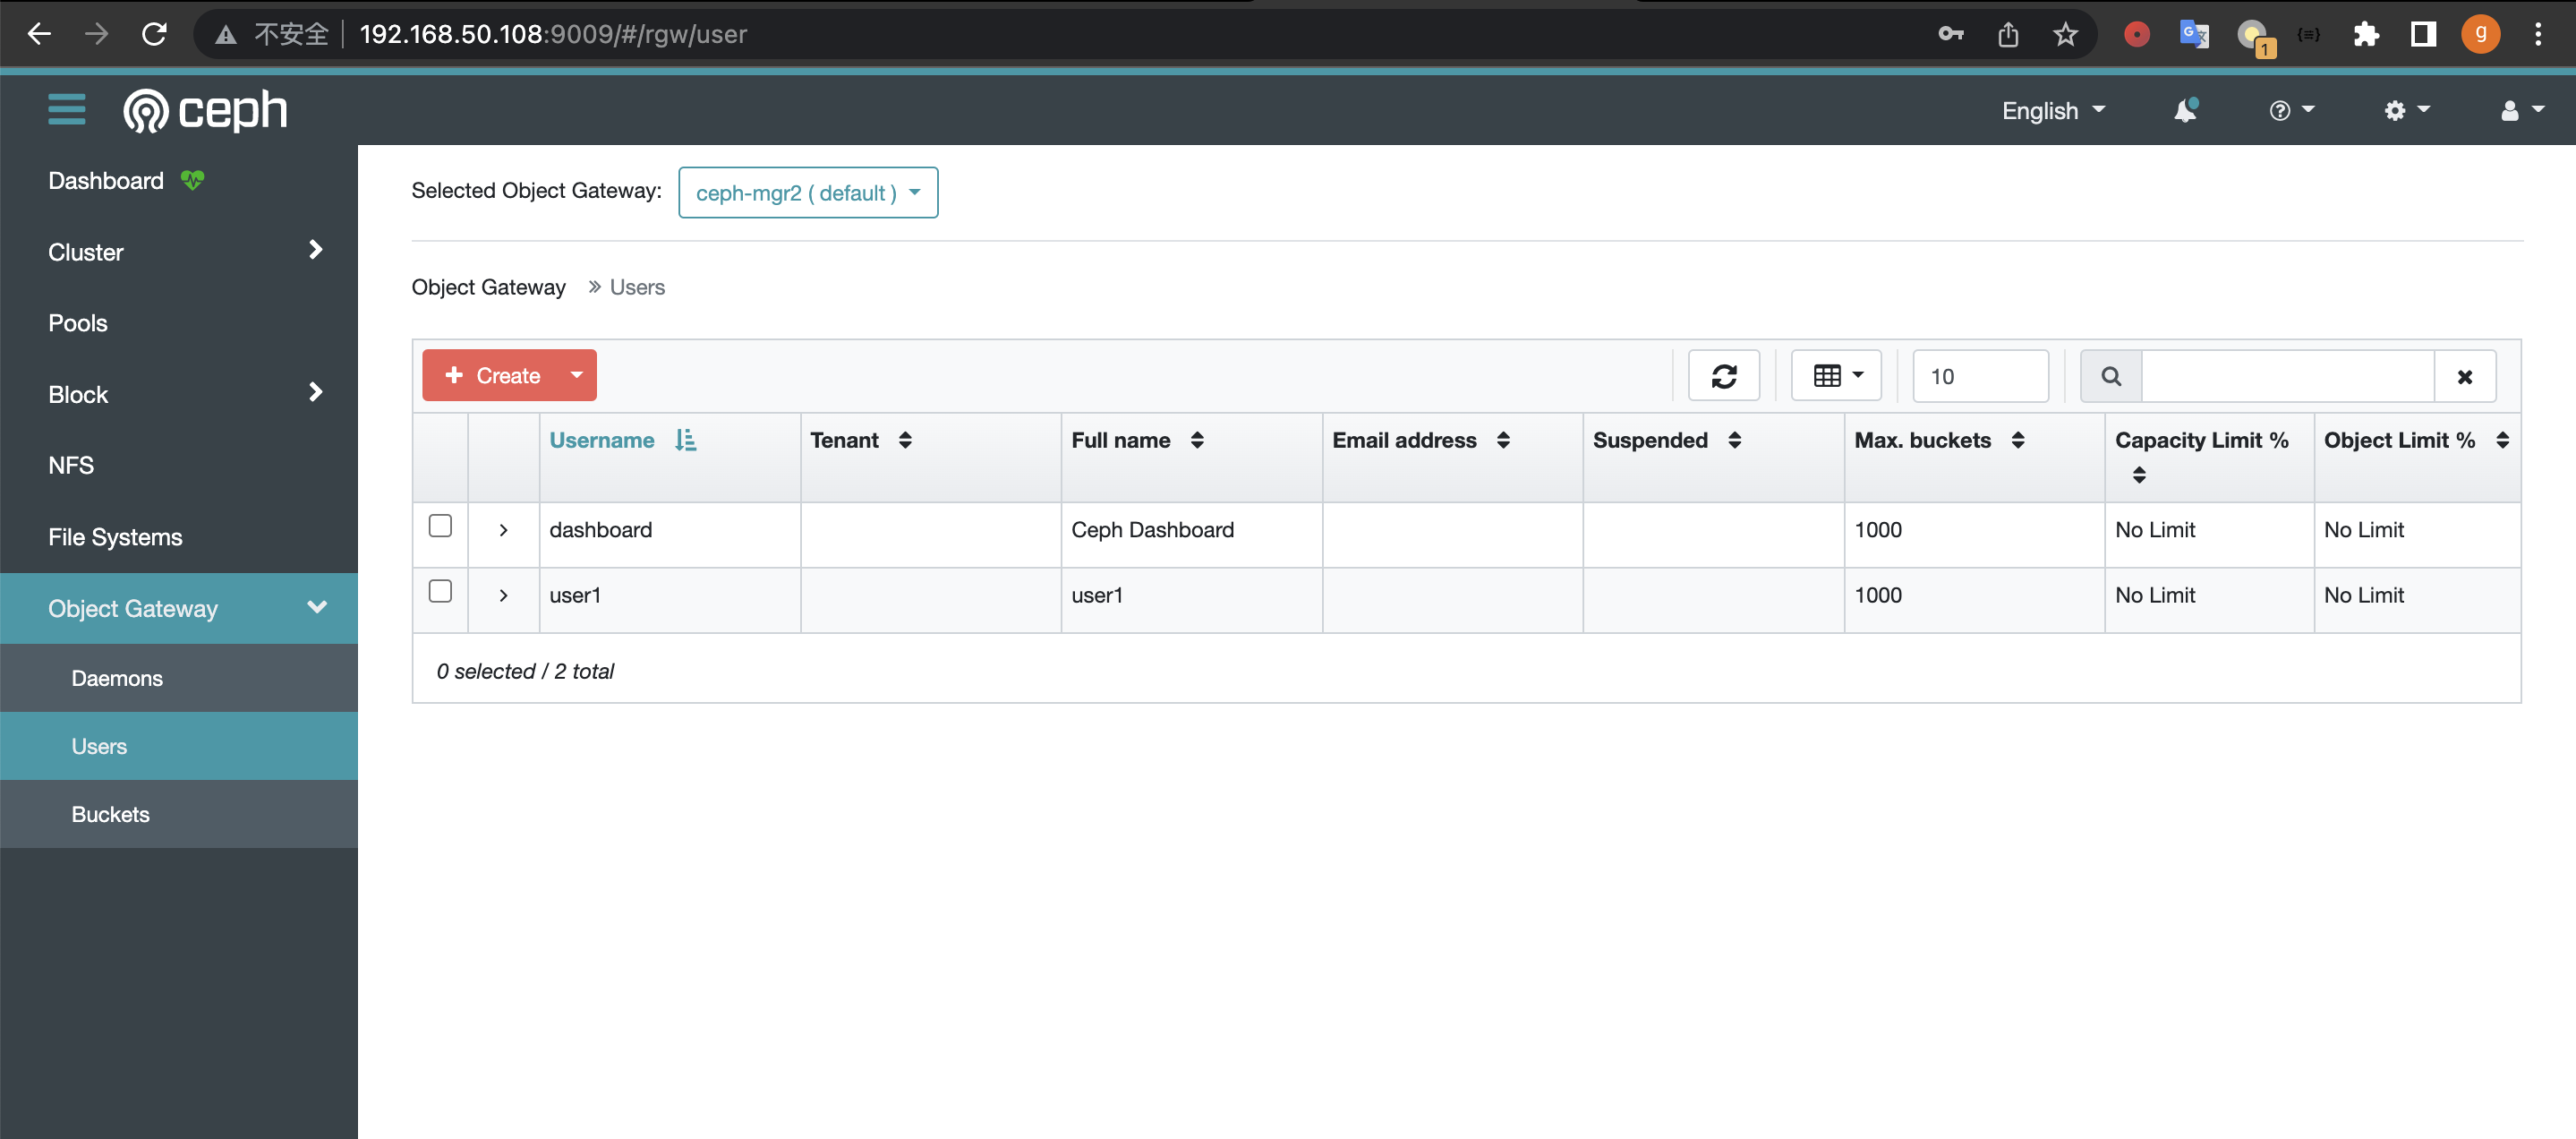 不安全 192.168.50.108:9009/#/rgw/user
1
g
ceph
English
Dashboard
Cluster
Pools
Block
NFS
File Systems
Object Gateway
Daemons
Users
Buckets
Selected Object Gateway: ceph-mgr2 ( default )
Object Gateway » Users
+ Create
10
Username Tenant Full name Email address Suspended Max. buckets Capacity Limit % Object Limit %
dashboard Ceph Dashboard 1000 No Limit No Limit
user1 user1 1000 No Limit No Limit
0 selected / 2 total